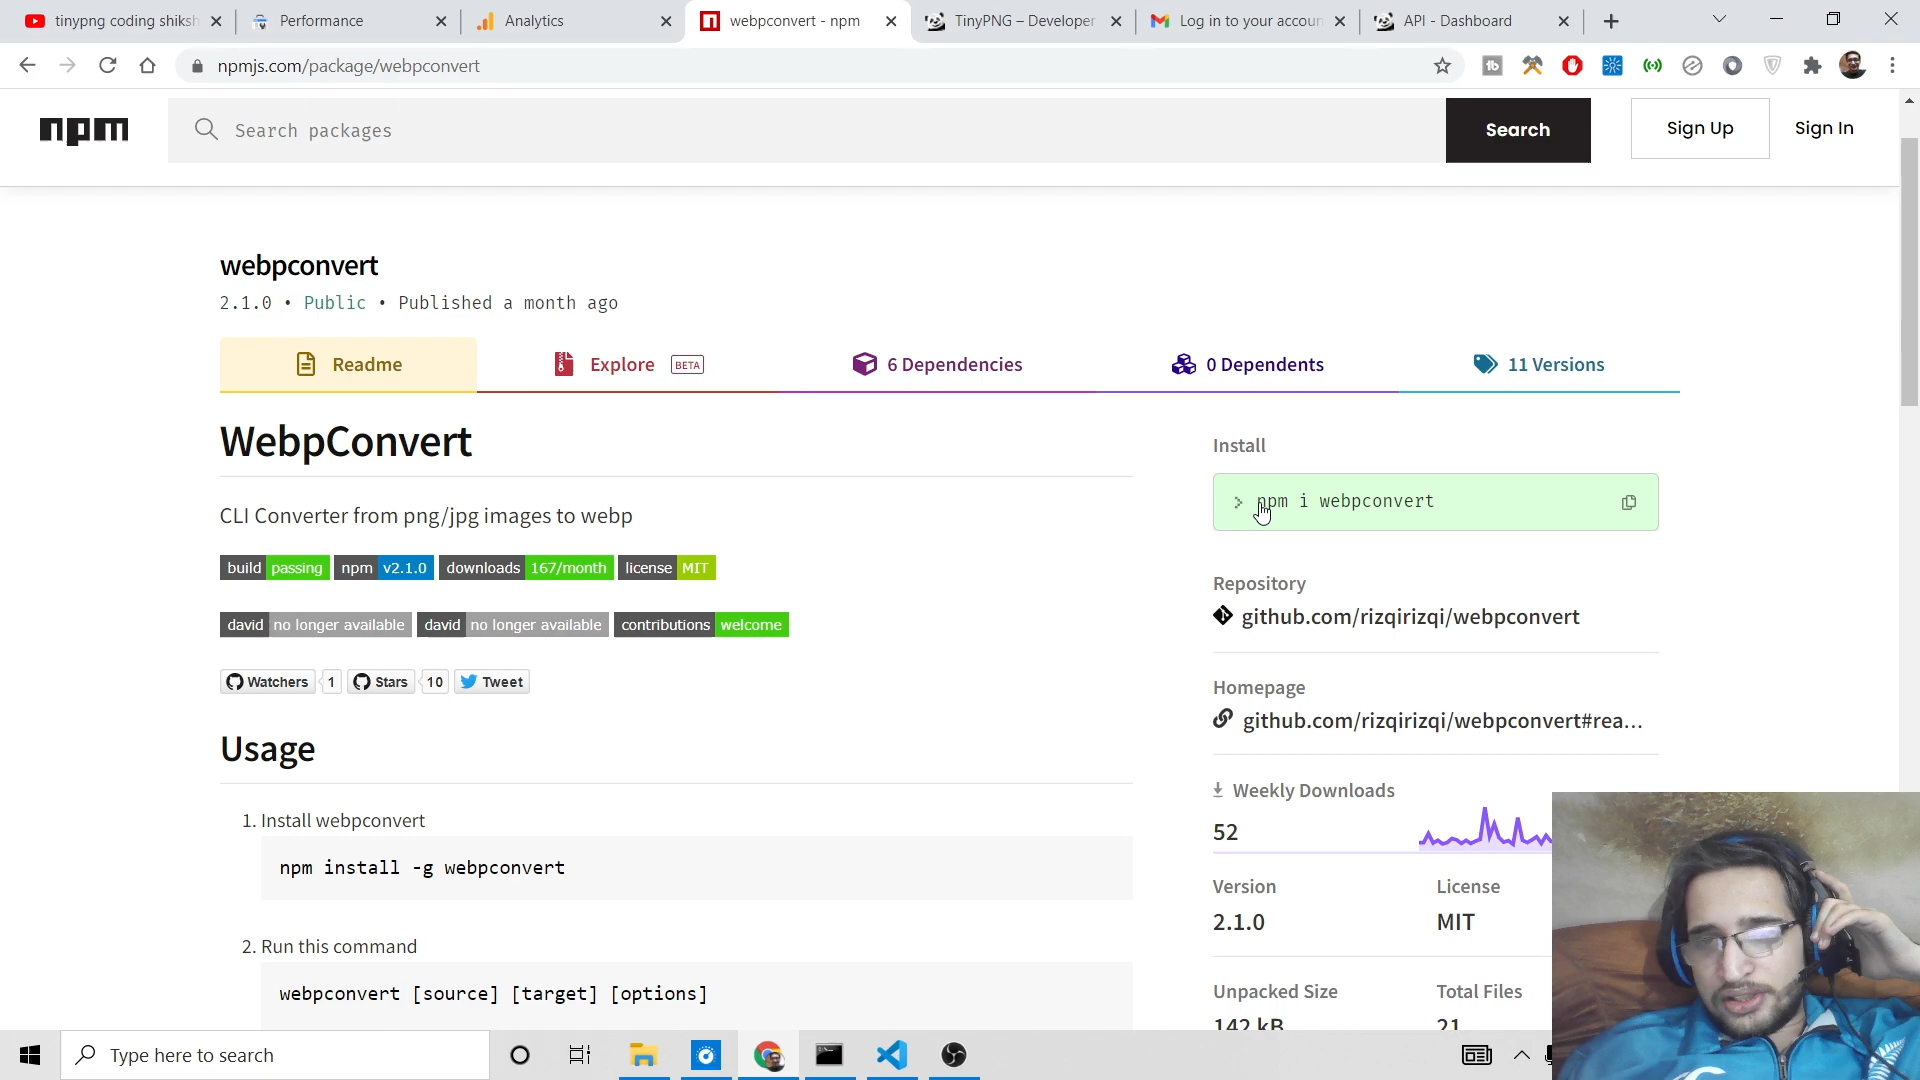 tinypng coding shiksh
Performance
Analytics
webpconvert - npm
TinyPNG – Developer
Log in to your accoun
API - Dashboard
npmjs.com/package/webpconvert
npm
Search packages
Search
Sign Up
Sign In
webpconvert
2.1.0 • Public • Published a month ago
Readme
Explore BETA
6 Dependencies
0 Dependents
11 Versions
WebpConvert
CLI Converter from png/jpg images to webp
build passing npm v2.1.0 downloads 167/month license MIT
david no longer available david no longer available contributions welcome
Watchers 1 Stars 10 Tweet
Usage
1. Install webpconvert
npm install -g webpconvert
2. Run this command
webpconvert [source] [target] [options]
Install
> npm i webpconvert
Repository
github.com/rizqirizqi/webpconvert
Homepage
github.com/rizqirizqi/webpconvert#rea...
Weekly Downloads
52
Version
License
2.1.0
MIT
Unpacked Size
Total Files
142 kB
21
Type here to search